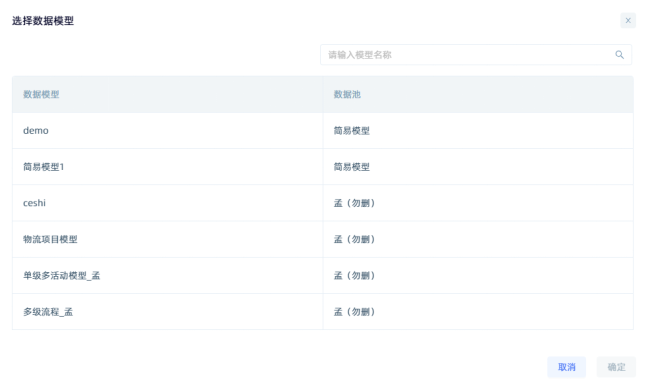 选择数据模型
x
请输入模型名称
数据模型 数据池
demo 简易模型
简易模型1 简易模型
ceshi 孟（勿删）
物流项目模型 孟（勿删）
单级多活动模型_孟 孟（勿删）
多级流程_孟 孟（勿删）
取消 确定